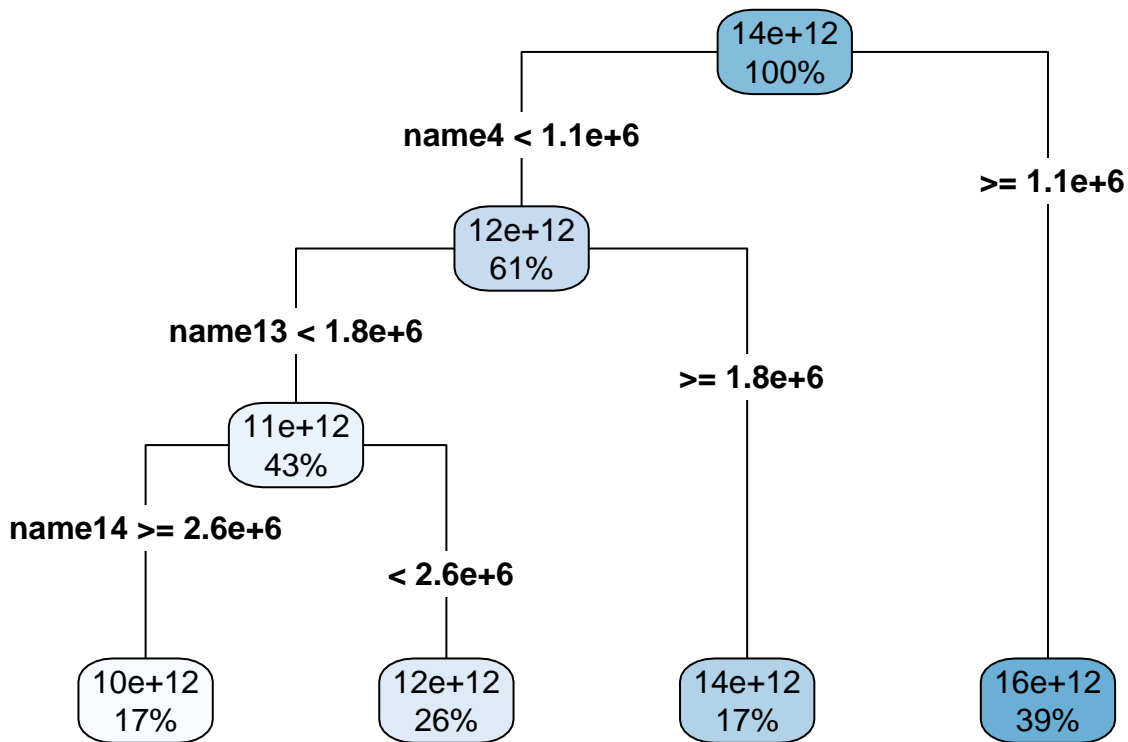 14e+12
100%
name4 < 1.1e+6
>= 1.1e+6
12e+12
61%
name13 < 1.8e+6
>= 1.8e+6
11e+12
43%
name14 >= 2.6e+6
< 2.6e+6
10e+12
17%
12e+12
26%
14e+12
17%
16e+12
39%